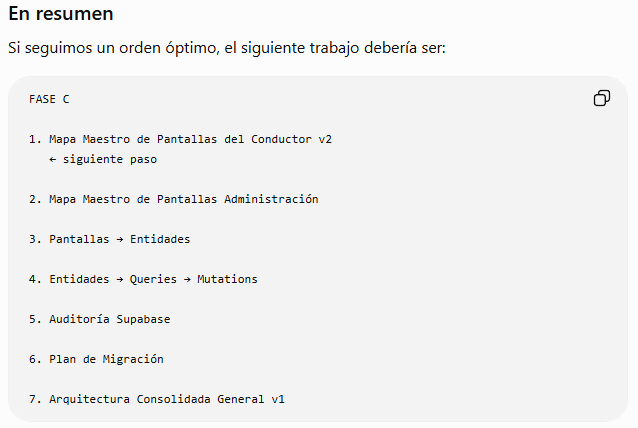 En resumen
Si seguimos un orden óptimo, el siguiente trabajo debería ser:
FASE C
1. Mapa Maestro de Pantallas del Conductor v2
← siguiente paso
2. Mapa Maestro de Pantallas Administración
3. Pantallas → Entidades
4. Entidades → Queries → Mutations
5. Auditoría Supabase
6. Plan de Migración
7. Arquitectura Consolidada General v1